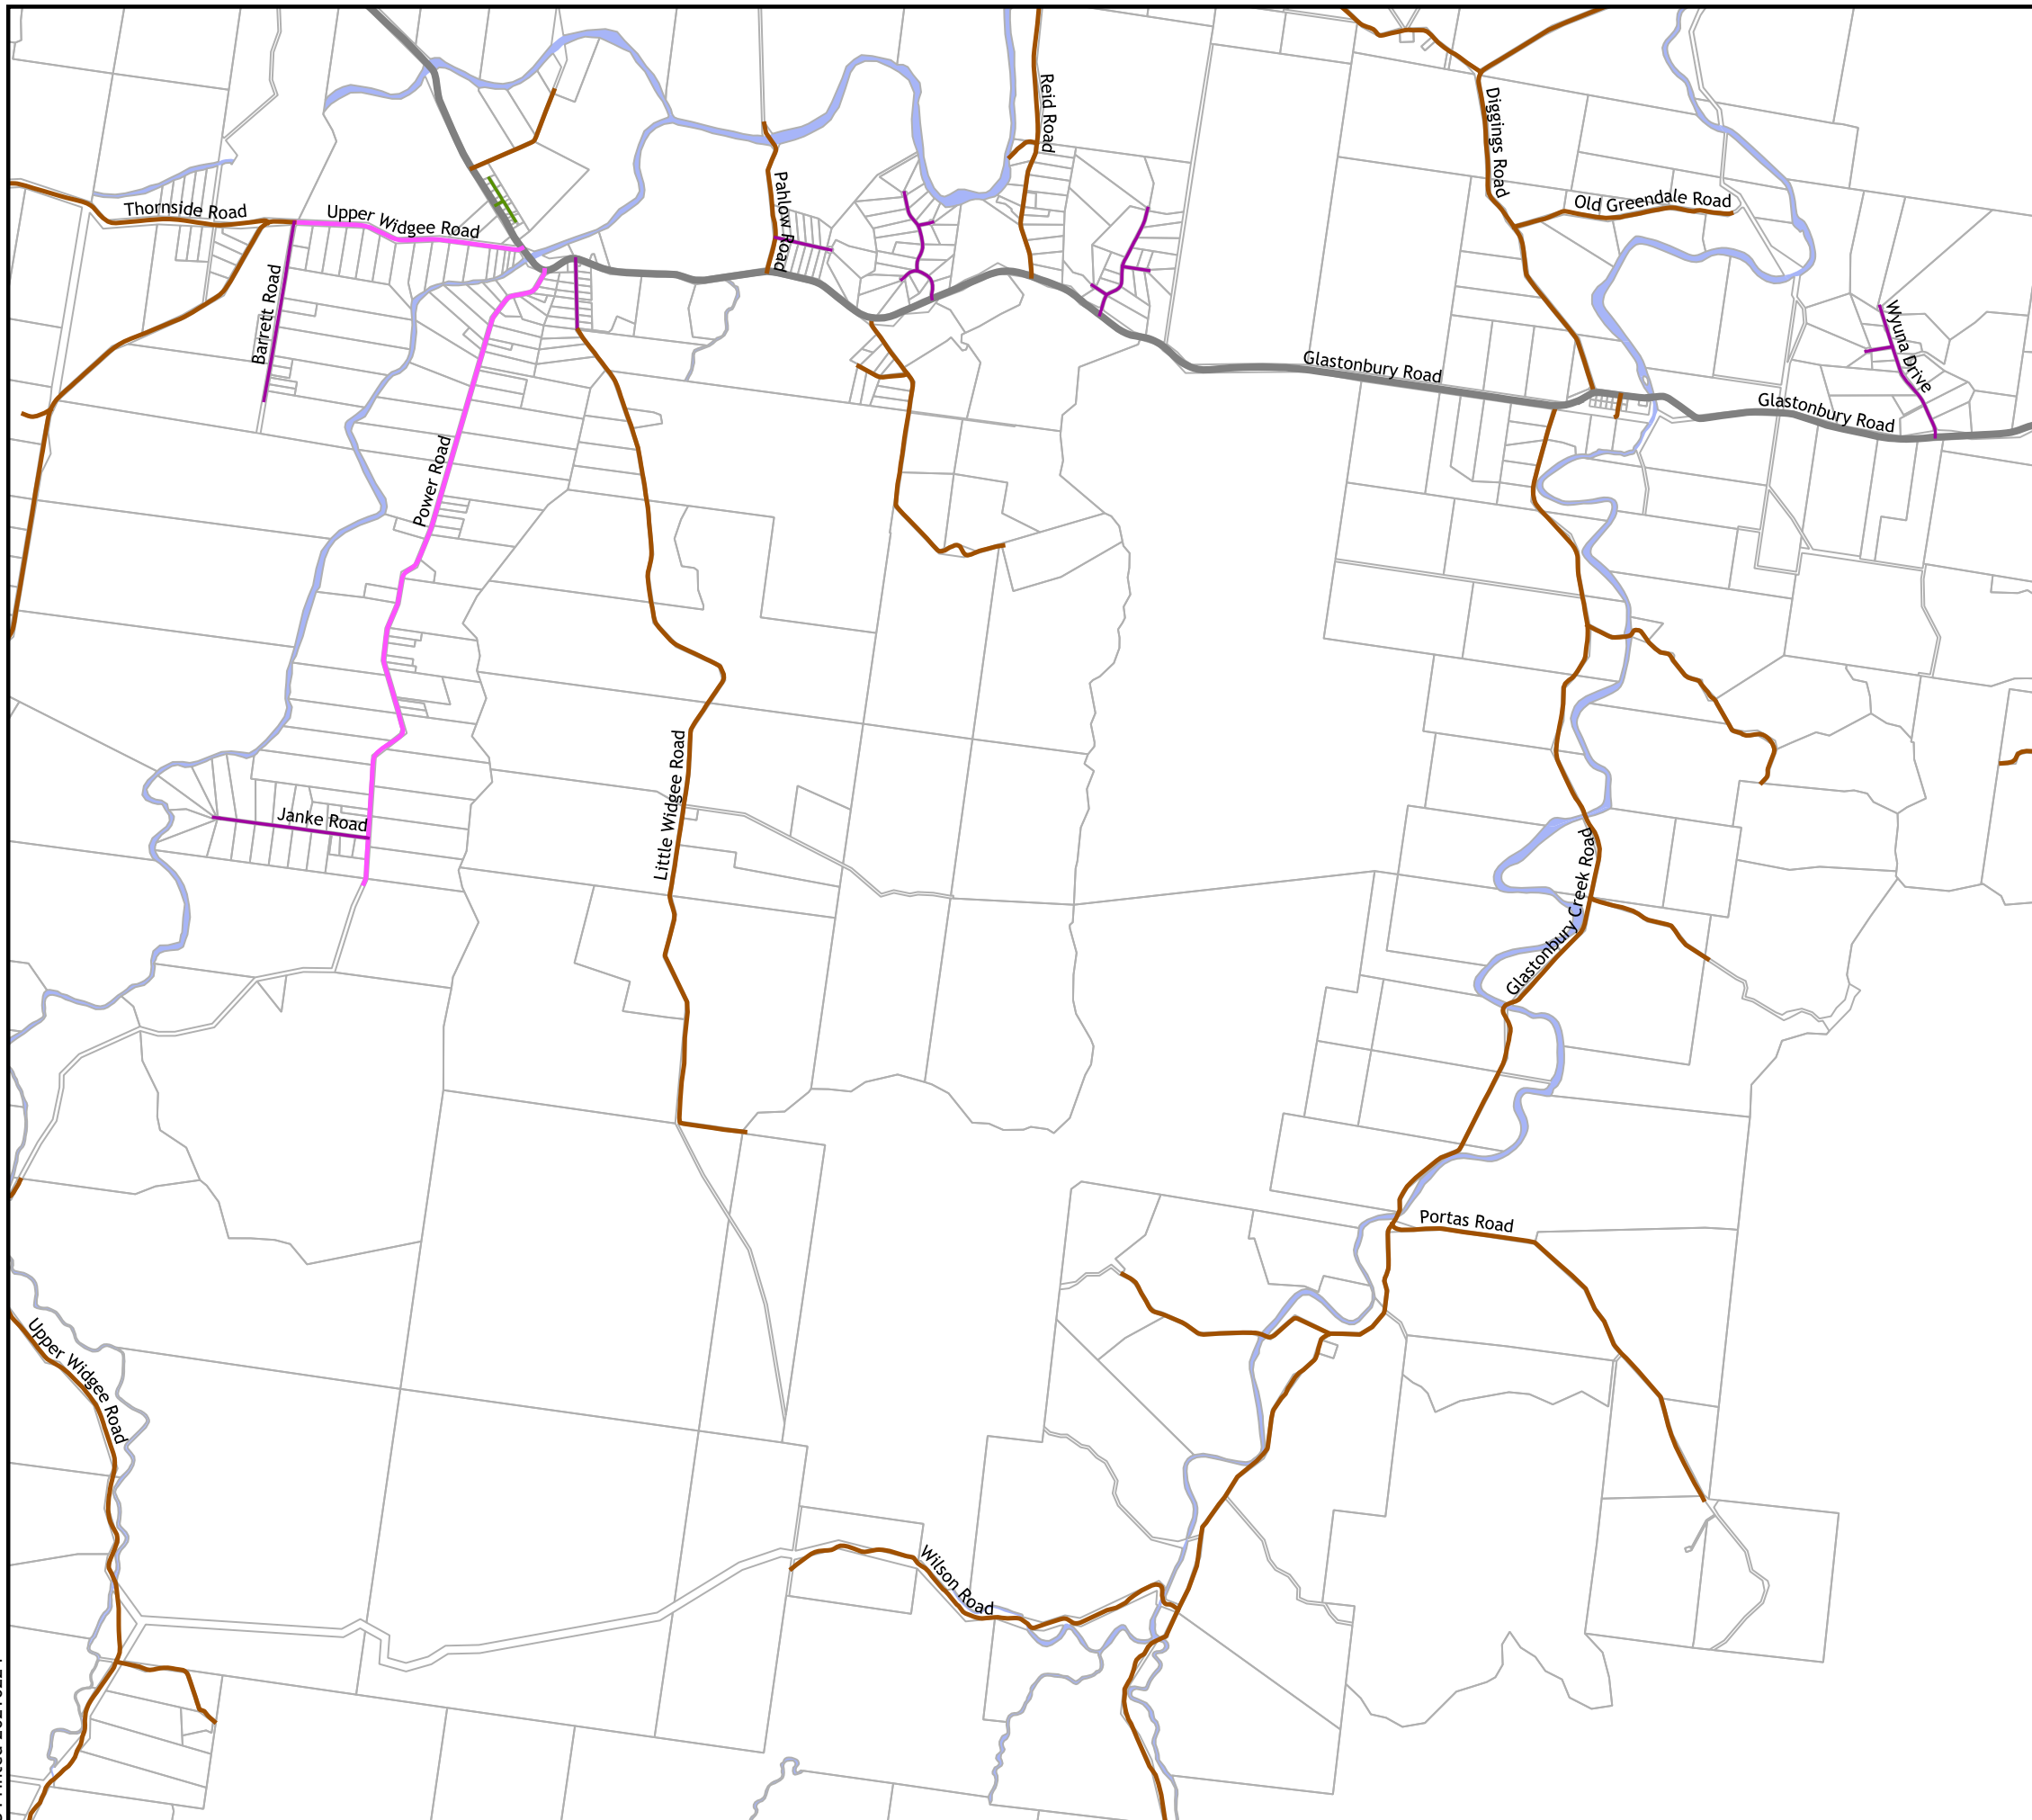 Reid Road
Diggings Road
Thornside Road
Upper Widgee Road
Pahlow Road
Old Greendale Road
Barrett Road
Wyuna Drive
Glastonbury Road
Glastonbury Road
Power Road
Little Widgee Road
Janke Road
Glastonbury Creek Road
Portas Road
Upper Widgee Road
Wilson Road